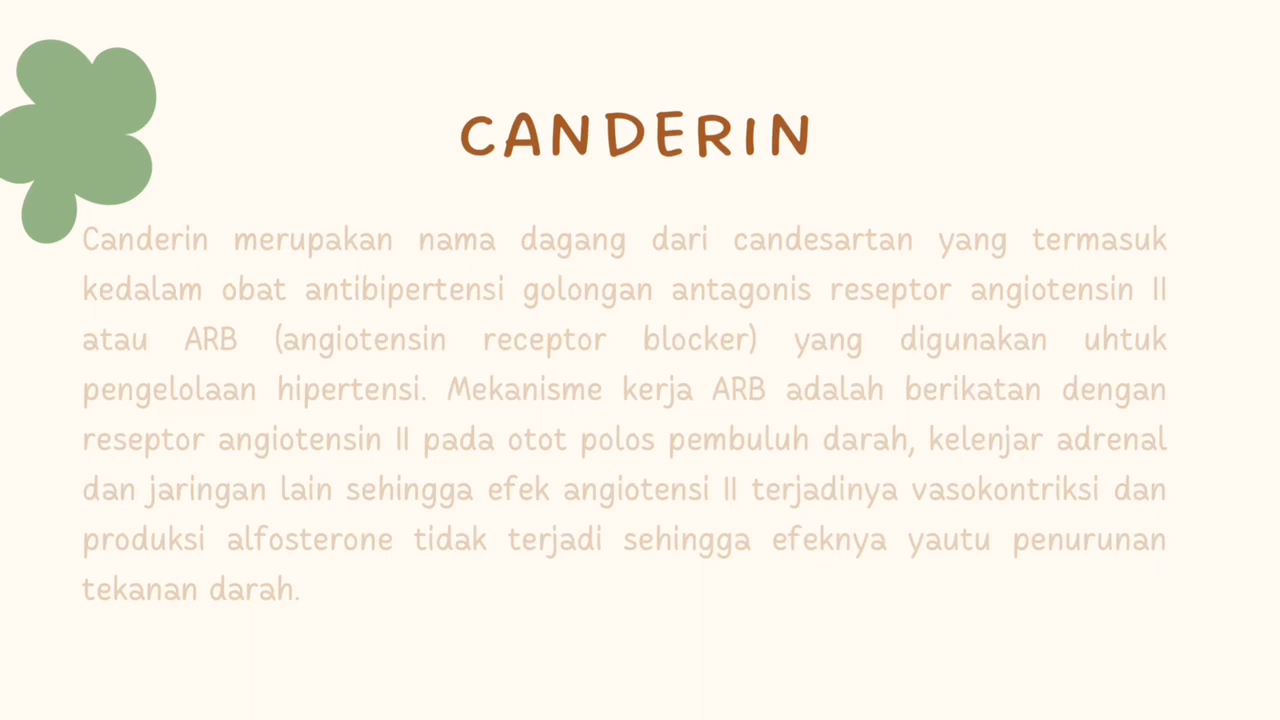 CANDERIN
Canderin merupakan nama dagang dari candesartan yang termasuk
kedalam obat antibipertensi golongan antagonis reseptor angiotensin II
atau ARB (angiotensin receptor blocker) yang digunakan uhtuk
pengelolaan hipertensi. Mekanisme kerja ARB adalah berikatan dengan
reseptor angiotensin II pada otot polos pembuluh darah, kelenjar adrenal
dan jaringan lain sehingga efek angiotensi II terjadinya vasokontriksi dan
produksi alfosterone tidak terjadi sehingga efeknya yautu penurunan
tekanan darah.